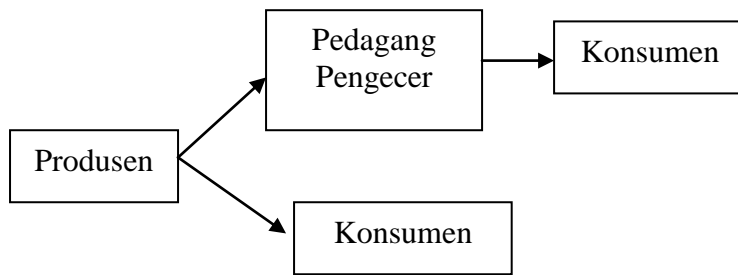 Pedagang
Pengecer
Konsumen
Produsen
Konsumen